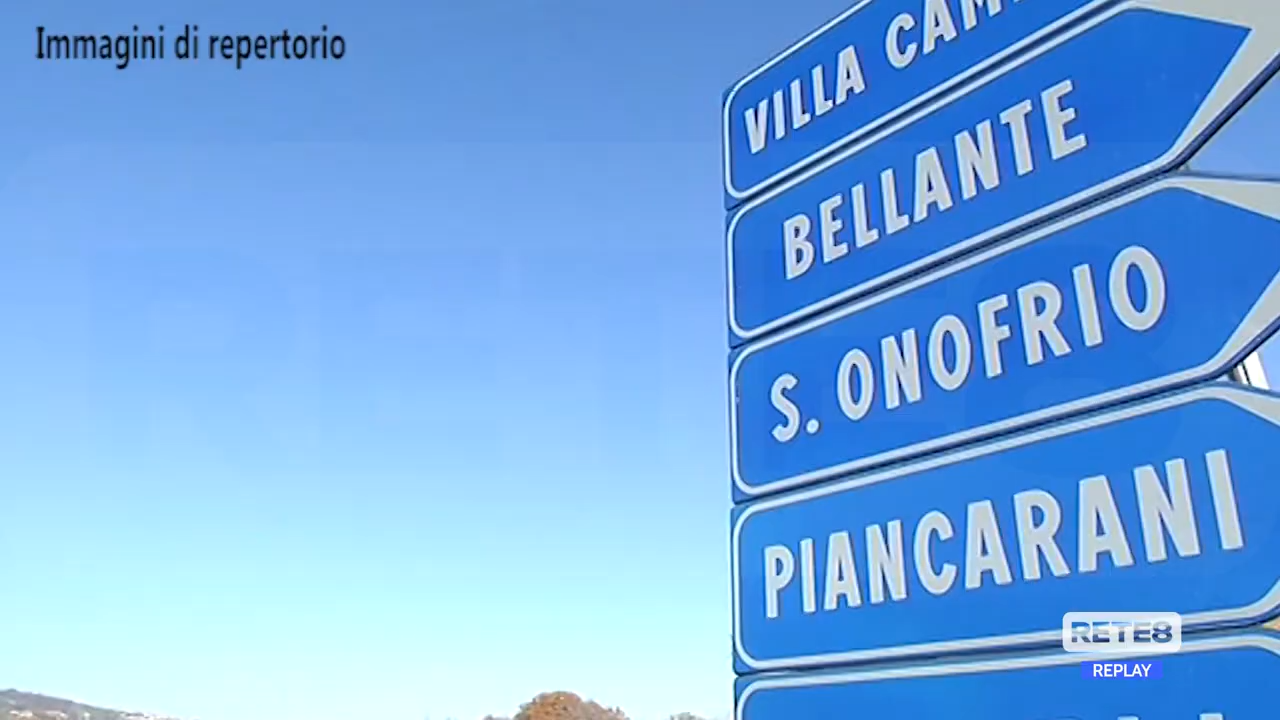 Immagini di repertorio
VILLA
BELLANTE
S. ONOFRIO
PIANCARANI
RETE8
REPLAY